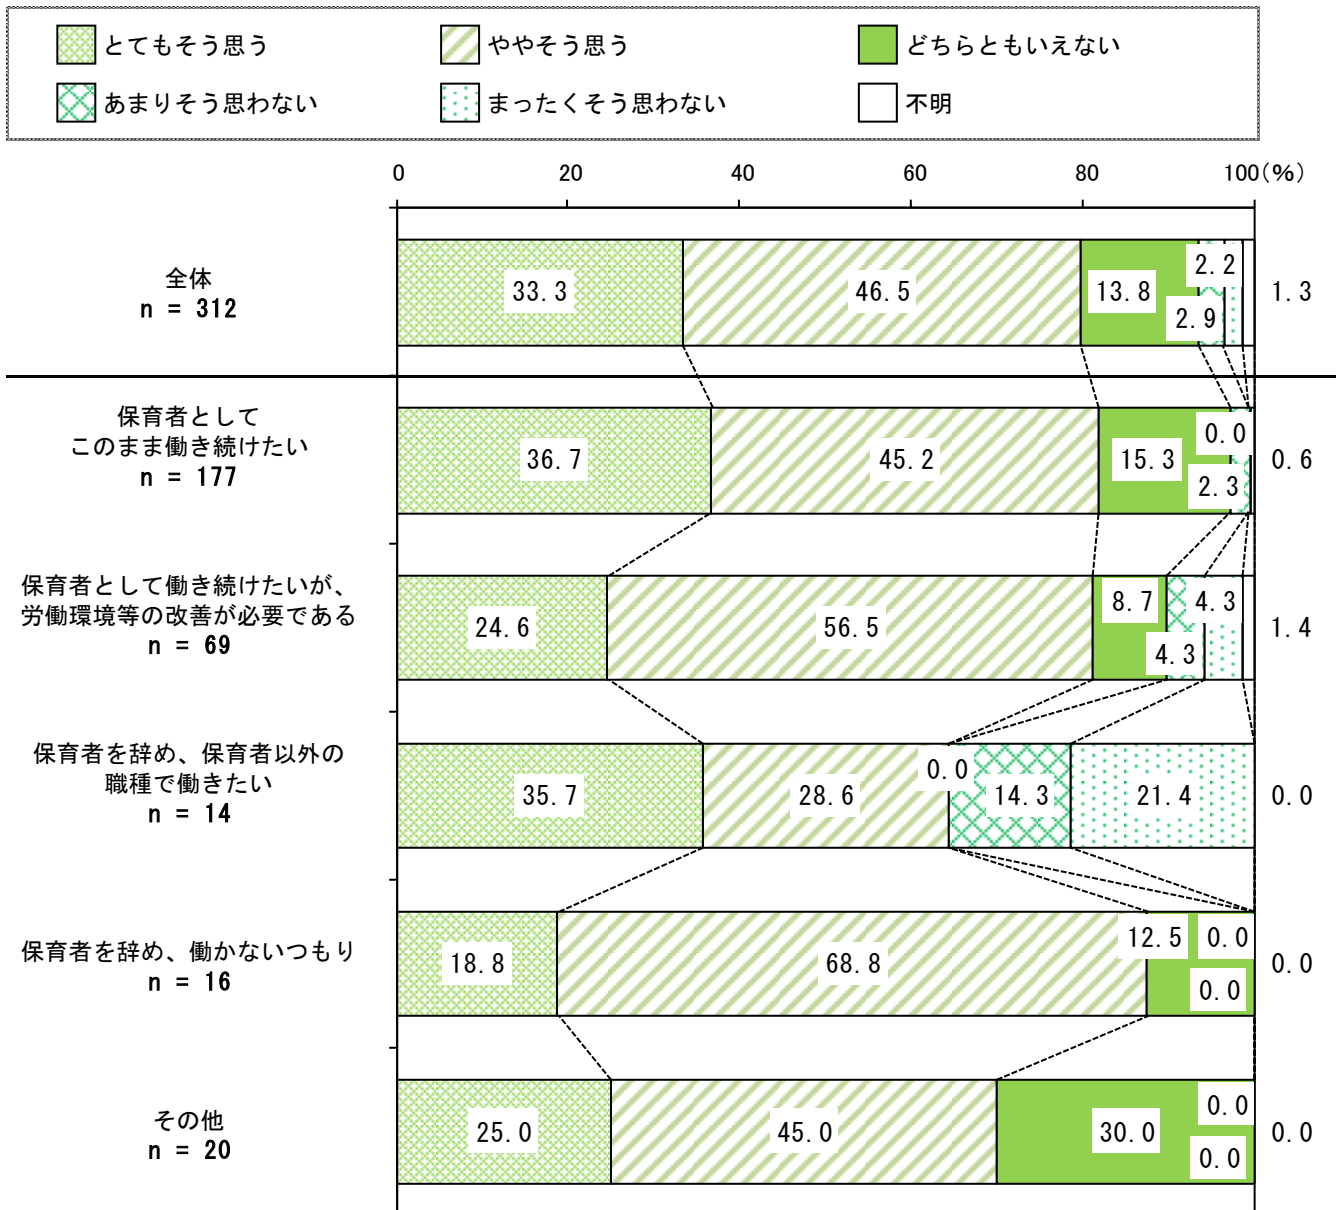 とてもそう思う ややそう思う どちらともいえない
あまりそう思わない まったくそう思わない 不明
0 20 40 60 80 100(%)
全体
n = 312
33.3 46.5 13.8 2.9 2.2 1.3
保育者として
このまま働き続けたい
n = 177
36.7 45.2 15.3 2.3 0.0 0.6
保育者として働き続けたいが、
労働環境等の改善が必要である
n = 69
24.6 56.5 8.7 4.3 4.3 1.4
保育者を辞め、保育者以外の
職種で働きたい
n = 14
35.7 28.6 0.0 14.3 21.4 0.0
保育者を辞め、働かないつもり
n = 16
18.8 68.8 12.5 0.0 0.0 0.0
その他
n = 20
25.0 45.0 30.0 0.0 0.0 0.0